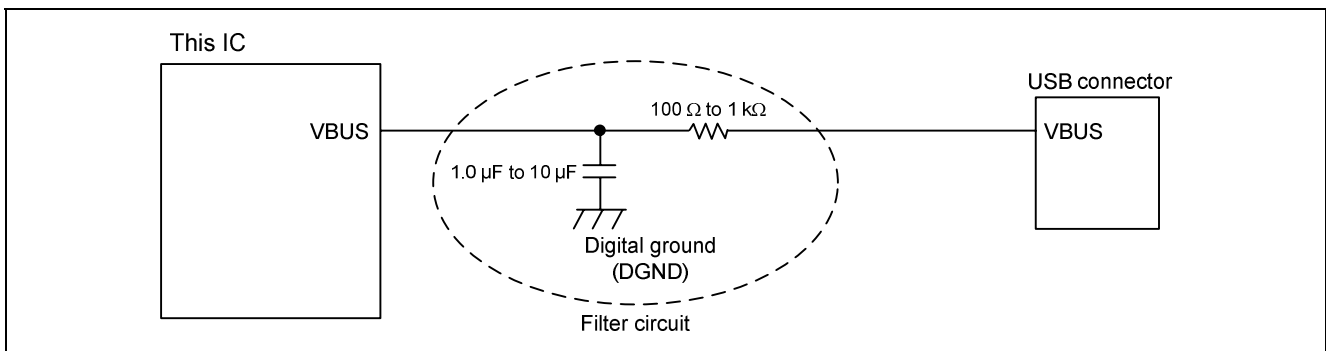 This IC
USB connector
100 Ω to 1 kΩ
VBUS
VBUS
1.0 µF to 10 µF
Digital ground
(DGND)
Filter circuit